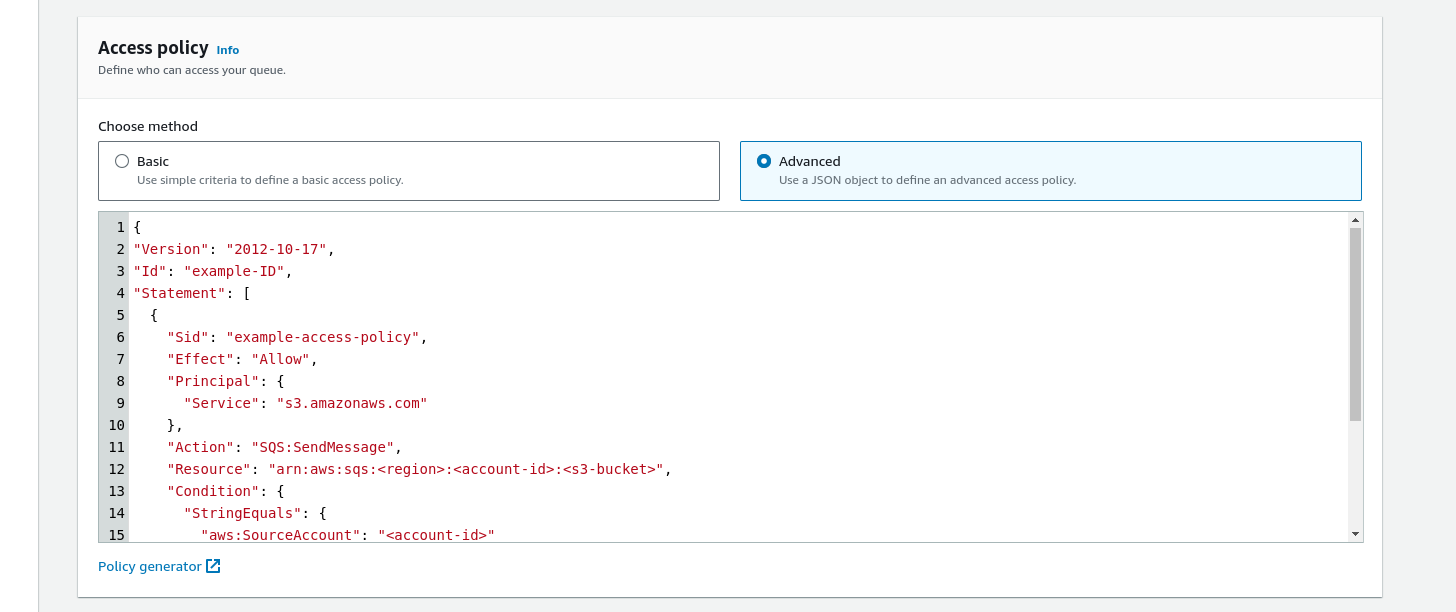 Access policy Info
Define who can access your queue.
Choose method
Basic
Use simple criteria to define a basic access policy.
Advanced
Use a JSON object to define an advanced access policy.
1 {
2 "Version": "2012-10-17",
3 "Id": "example-ID",
4 "Statement": [
5   {
6     "Sid": "example-access-policy",
7     "Effect": "Allow",
8     "Principal": {
9       "Service": "s3.amazonaws.com"
10     },
11     "Action": "SQS:SendMessage",
12     "Resource": "arn:aws:sqs:<region>:<account-id>:<s3-bucket>",
13     "Condition": {
14       "StringEquals": {
15         "aws:SourceAccount": "<account-id>"
Policy generator